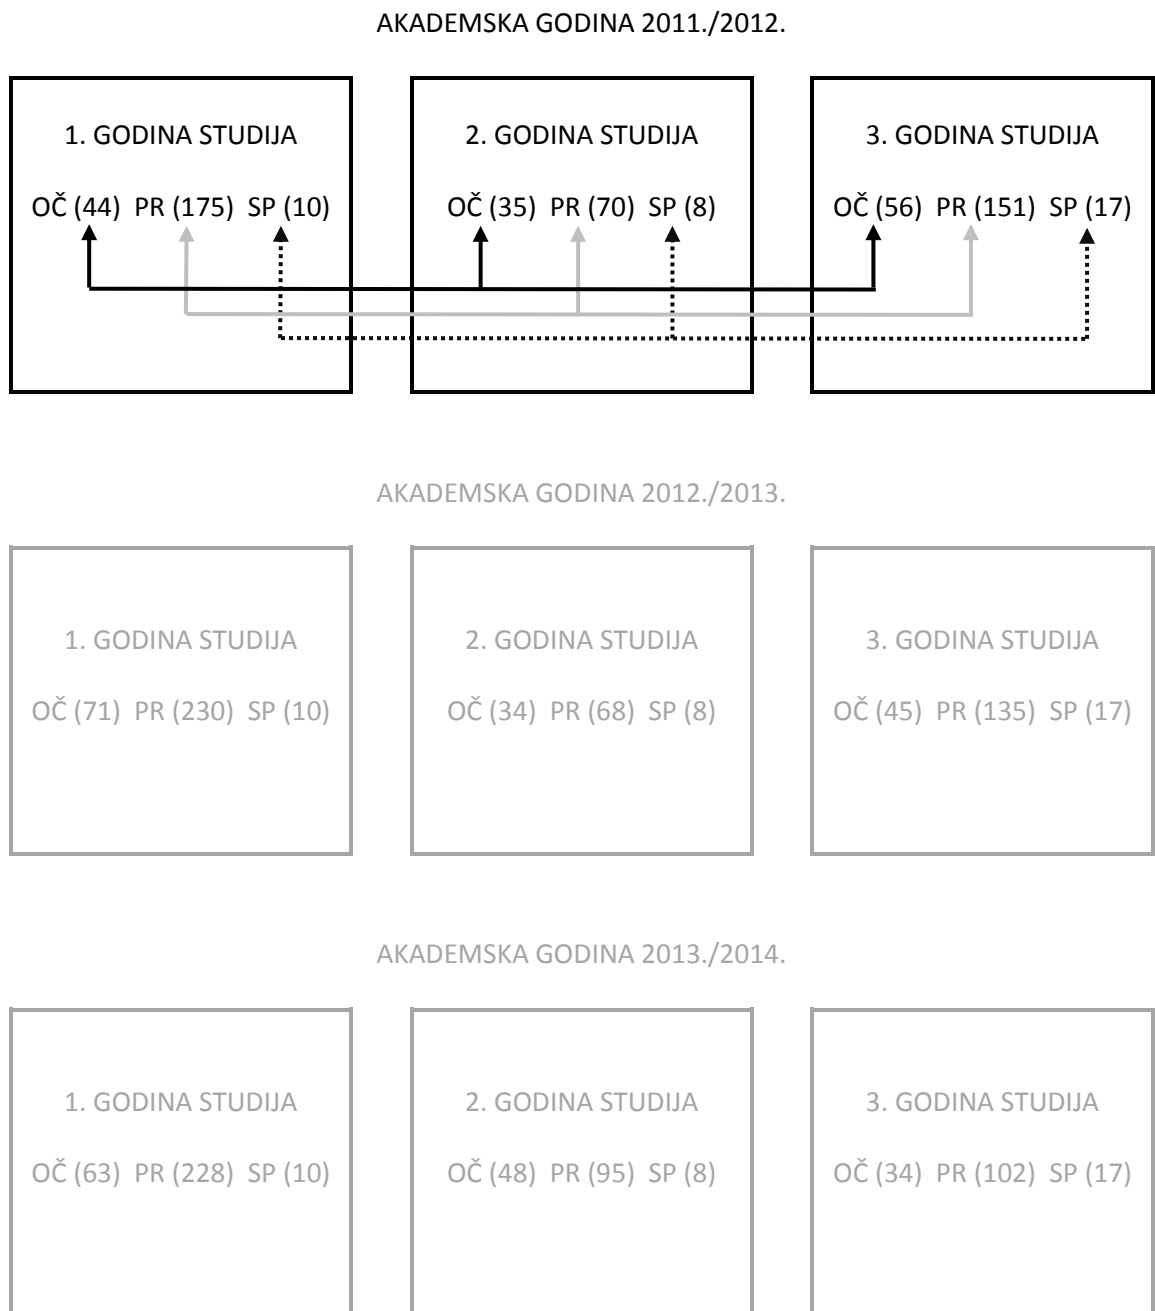 AKADEMSKA GODINA 2011./2012.
1. GODINA STUDIJA
OČ (44) PR (175) SP (10)
2. GODINA STUDIJA
OČ (35) PR (70) SP (8)
3. GODINA STUDIJA
OČ (56) PR (151) SP (17)
AKADEMSKA GODINA 2012./2013.
1. GODINA STUDIJA
OČ (71) PR (230) SP (10)
2. GODINA STUDIJA
OČ (34) PR (68) SP (8)
3. GODINA STUDIJA
OČ (45) PR (135) SP (17)
AKADEMSKA GODINA 2013./2014.
1. GODINA STUDIJA
OČ (63) PR (228) SP (10)
2. GODINA STUDIJA
OČ (48) PR (95) SP (8)
3. GODINA STUDIJA
OČ (34) PR (102) SP (17)